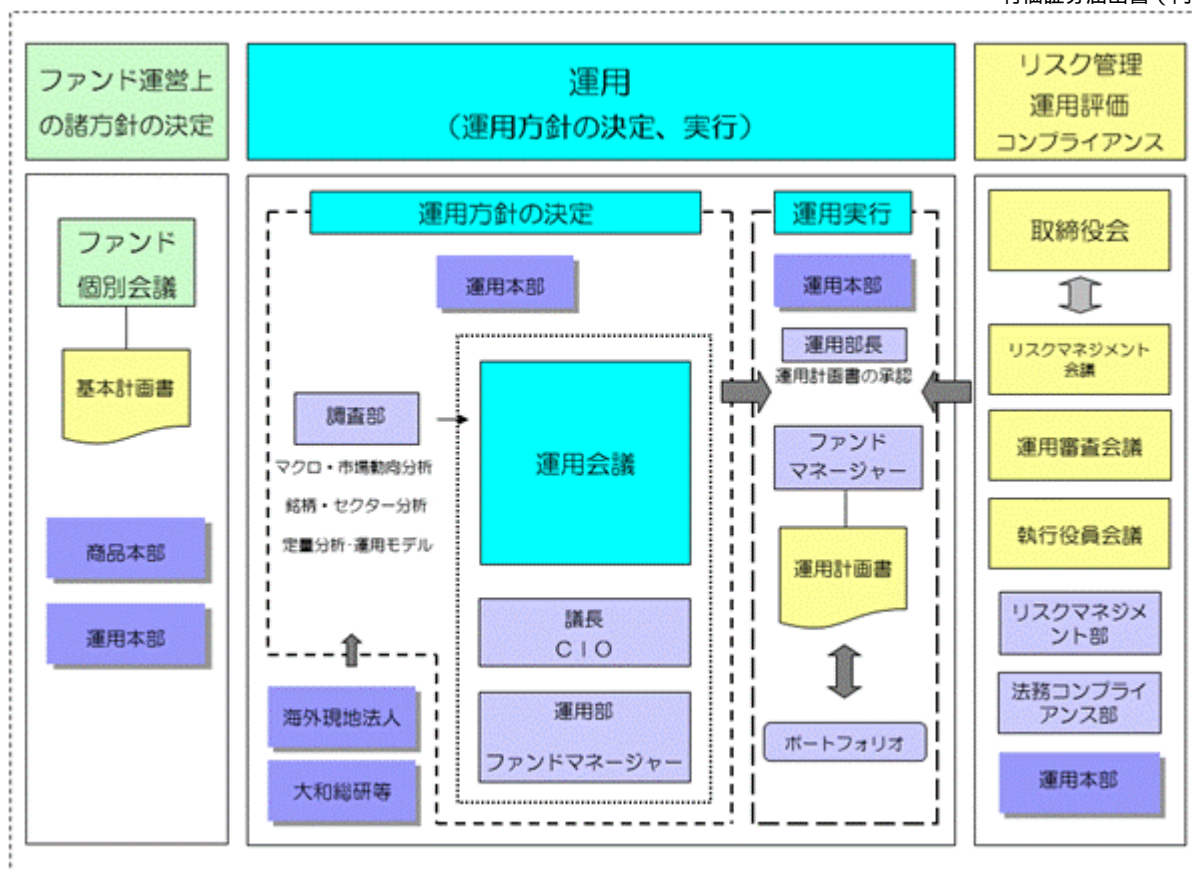 ファンド運営上
の諸方針の決定
ファンド
個別会議
基本計画書
商品本部
運用本部
運用
（運用方針の決定、実行）
運用方針の決定
運用本部
調査部
マクロ・市場動向分析
銘柄・セクター分析
定量分析･運用モデル
運用会議
議長
CIO
運用部
ファンドマネージャー
海外現地法人
大和総研等
運用実行
運用本部
運用部長
運用計画書の承認
ファンド
マネージャー
運用計画書
ポートフォリオ
リスク管理
運用評価
コンプライアンス
取締役会
リスクマネジメント
会議
運用審査会議
執行役員会議
リスクマネジメ
ント部
法務コンプライ
アンス部
運用本部